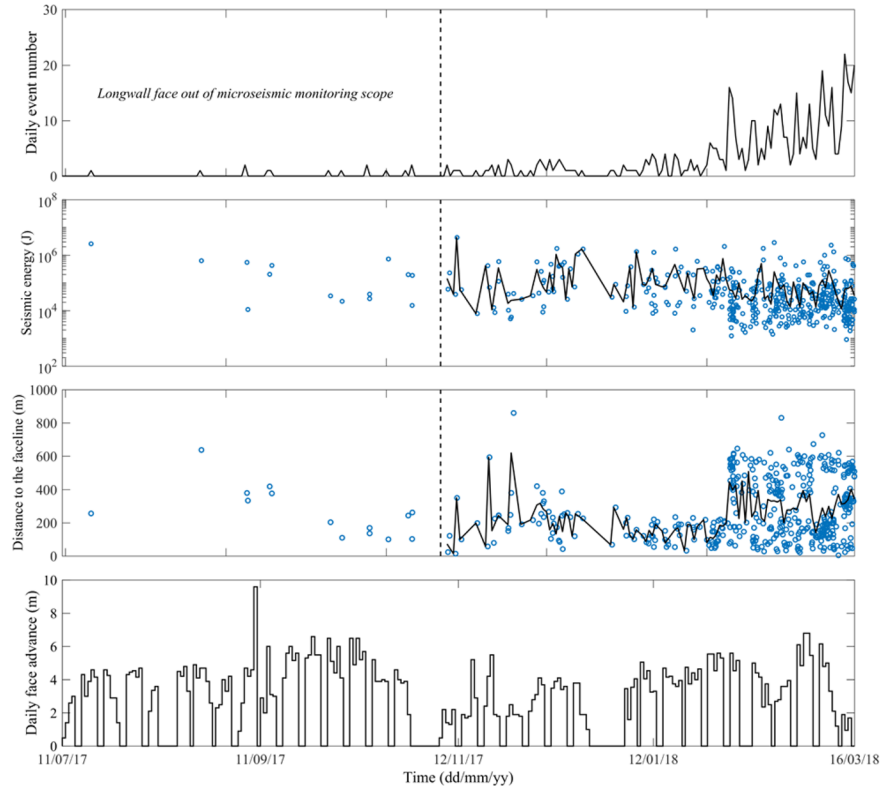 30
20
10
0
Daily event number
Longwall face out of microseismic monitoring scope
10^8
10^6
10^4
10^2
Seismic energy (J)
1000
800
600
400
200
0
Distance to the faceline (m)
10
8
6
4
2
0
Daily face advance (m)
11/07/17 11/09/17 12/11/17 12/01/18 16/03/18
Time (dd/mm/yy)